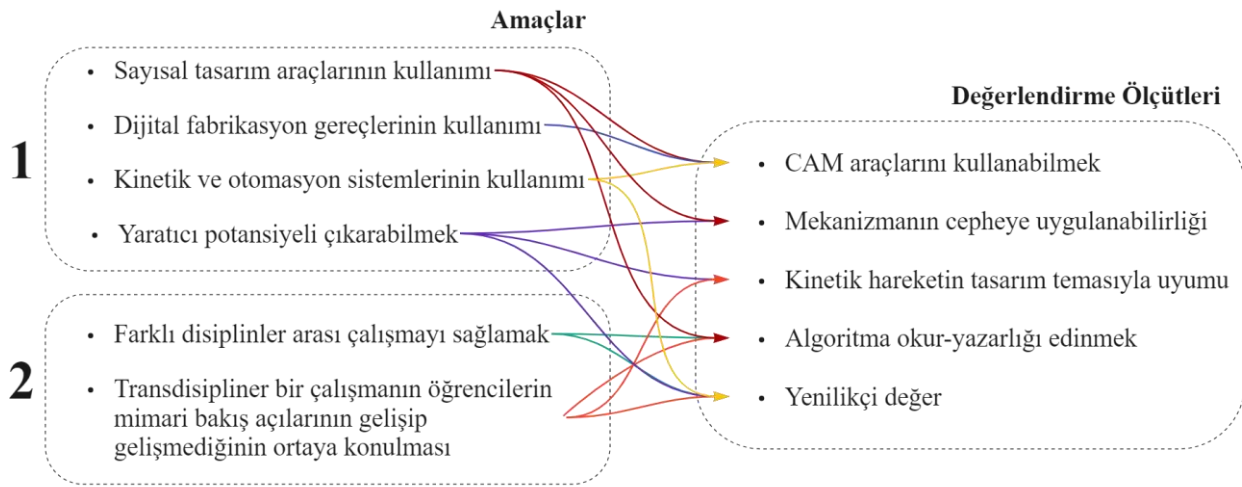 Amaçlar
1
• Sayısal tasarım araçlarının kullanımı
• Dijital fabrikasyon gereçlerinin kullanımı
• Kinetik ve otomasyon sistemlerinin kullanımı
• Yaratıcı potansiyeli çıkarabilmek
2
• Farklı disiplinler arası çalışmayı sağlamak
• Transdisipliner bir çalışmanın öğrencilerin
mimari bakış açılarının gelişip
gelişmediğinin ortaya konulması
Değerlendirme Ölçütleri
• CAM araçlarını kullanabilmek
• Mekanizmanın cepheye uygulanabilirliği
• Kinetik hareketin tasarım temasıyla uyumu
• Algoritma okur-yazarlığı edinmek
• Yenilikçi değer